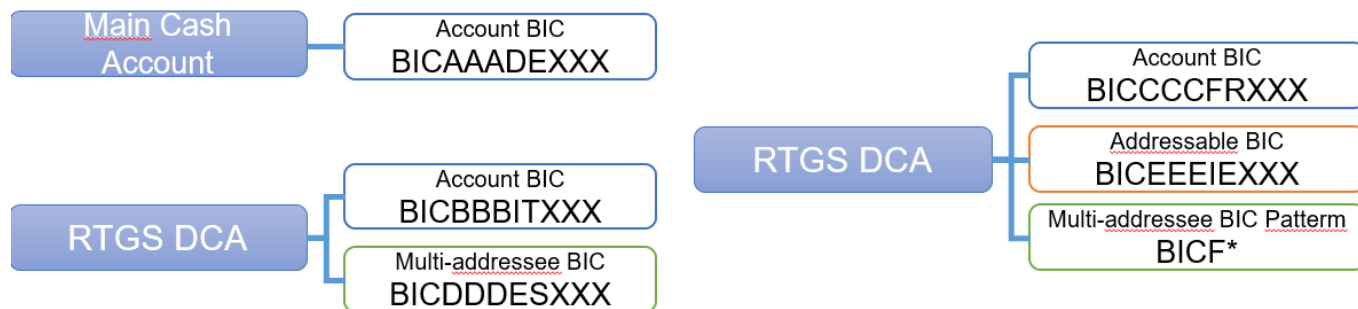 Main Cash
Account
Account BIC
BICAAADEXXX
RTGS DCA
Account BIC
BICBBBITXXX
Multi-addressee BIC
BICDDDESXXX
RTGS DCA
Account BIC
BICCCCFRXXX
Addressable BIC
BICEEEIEXXX
Multi-addressee BIC Patterm
BICF*